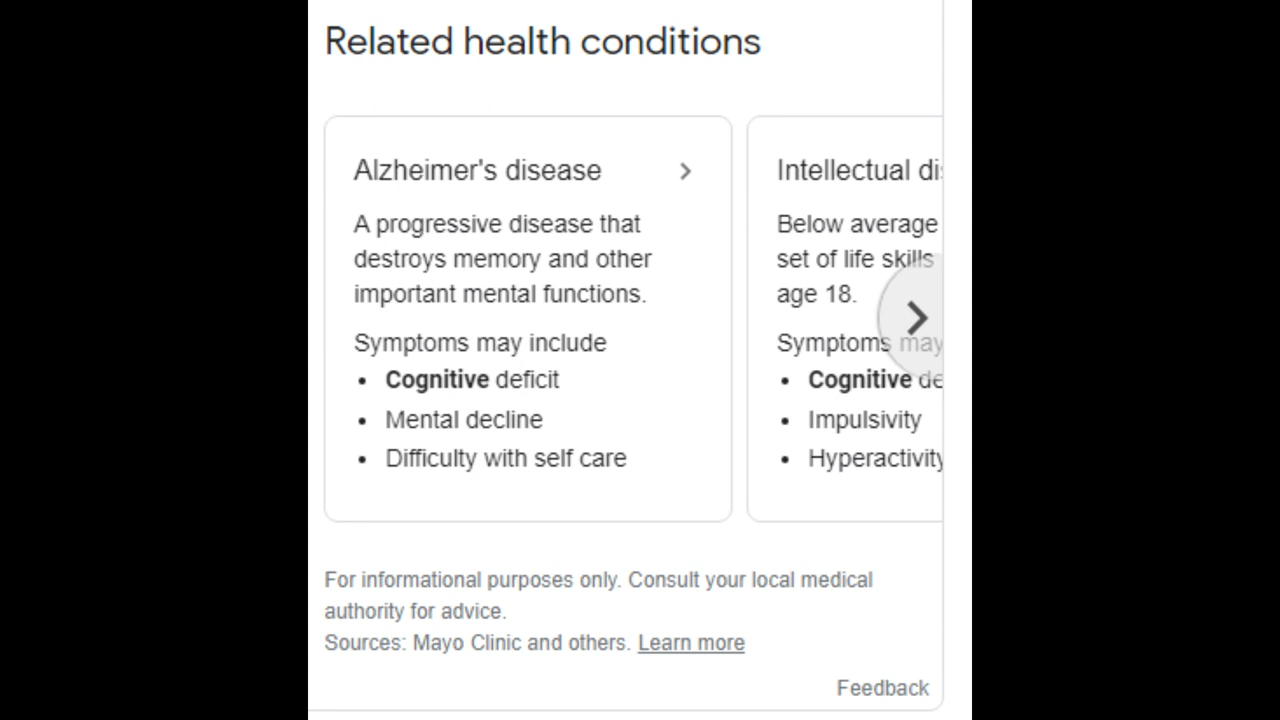 Related health conditions
Alzheimer's disease
A progressive disease that
destroys memory and other
important mental functions.
Symptoms may include
• Cognitive deficit
• Mental decline
• Difficulty with self care
Intellectual
Below average
set of life skills
age 18.
Symptoms may
• Cognitive
• Impulsivity
• Hyperactivity
For informational purposes only. Consult your local medical
authority for advice.
Sources: Mayo Clinic and others. Learn more
Feedback